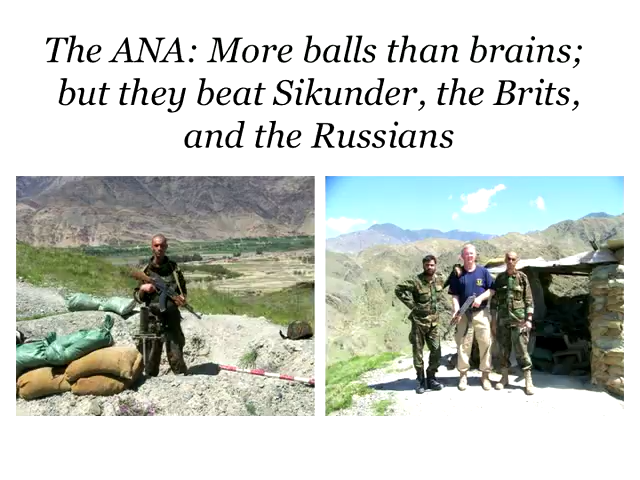 The ANA: More balls than brains;
but they beat Sikunder, the Brits,
and the Russians